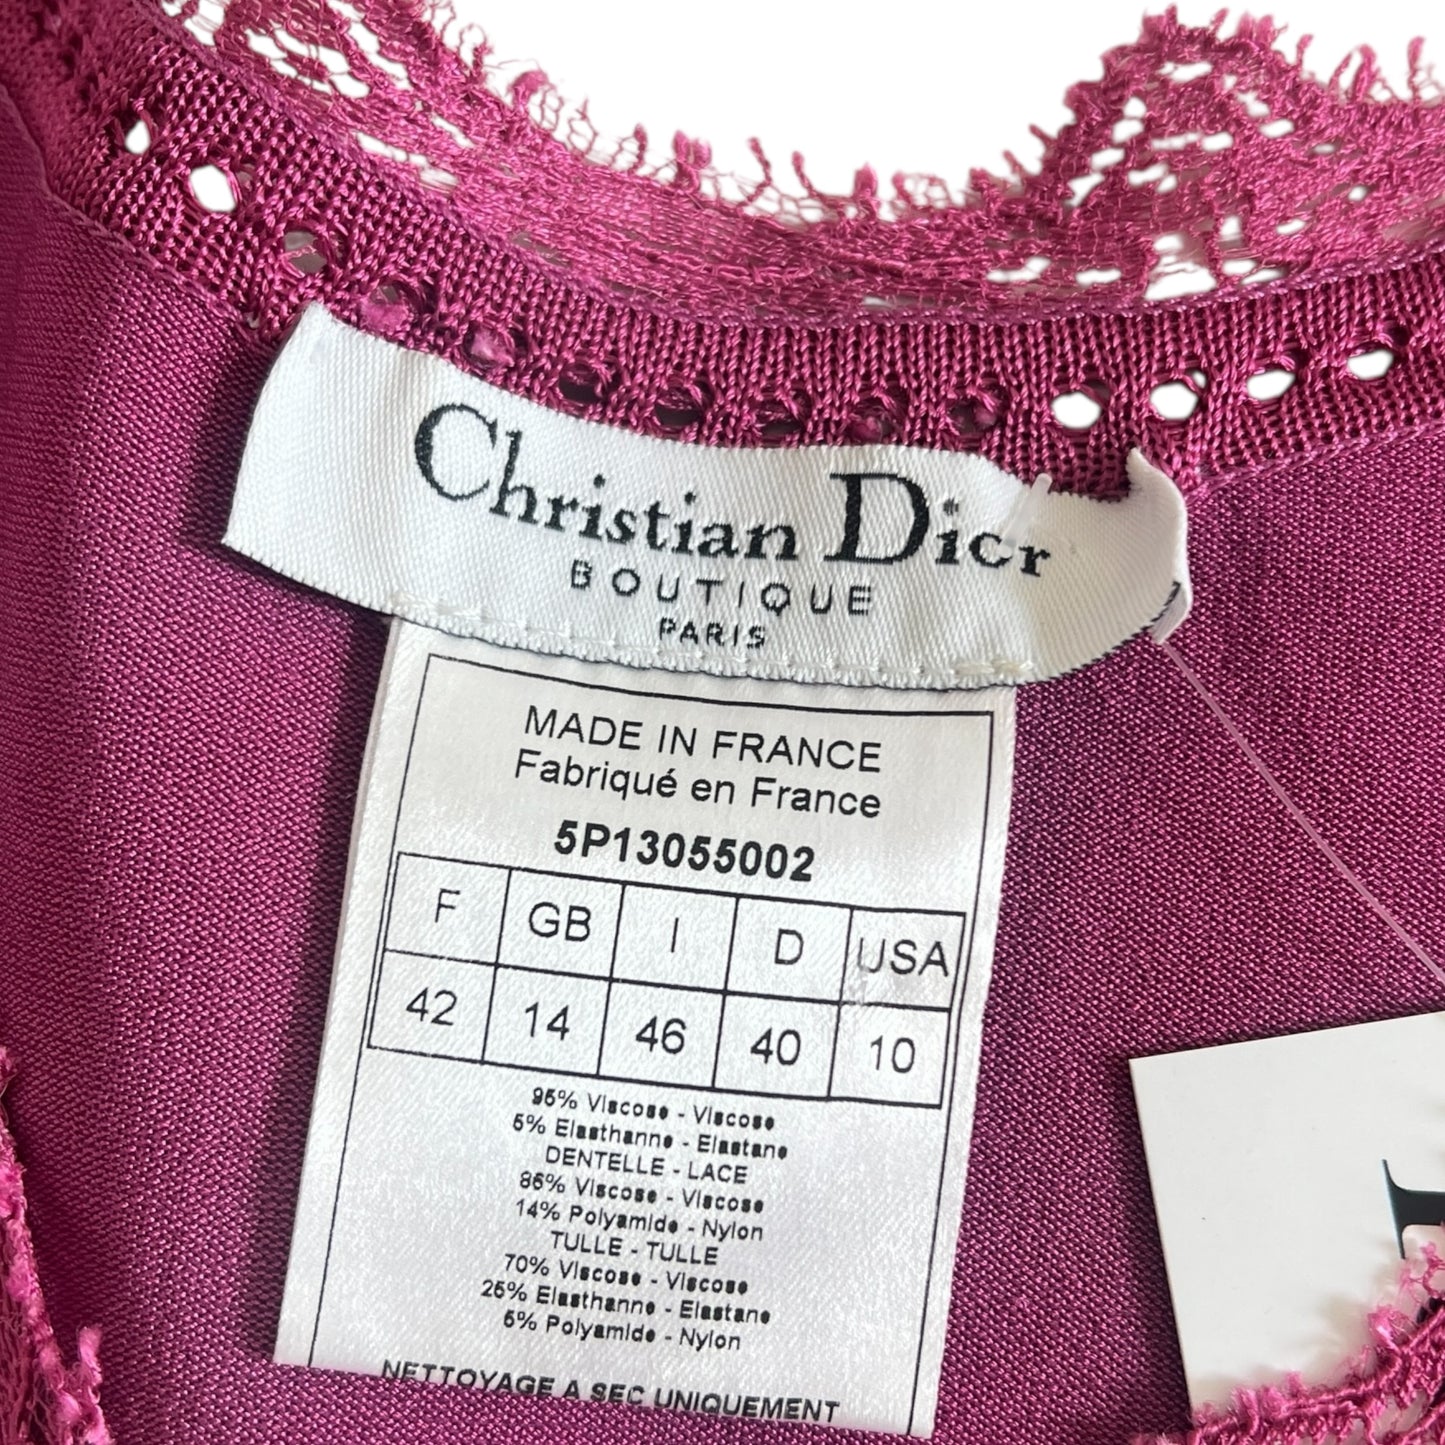 Christian Dior
BOUTIQUE
PARIS
MADE IN FRANCE
Fabriqué en France
5P13055002
F GB I D USA
42 14 46 40 10
95% Viscose - Viscose
5% Elasthanne - Elastane
DENTELLE - LACE
86% Viscose - Viscose
14% Polyamide - Nylon
TULLE - TULLE
70% Viscose - Viscose
25% Elasthanne - Elastane
5% Polyamide - Nylon
NETTOYAGE A SEC UNIQUEMENT